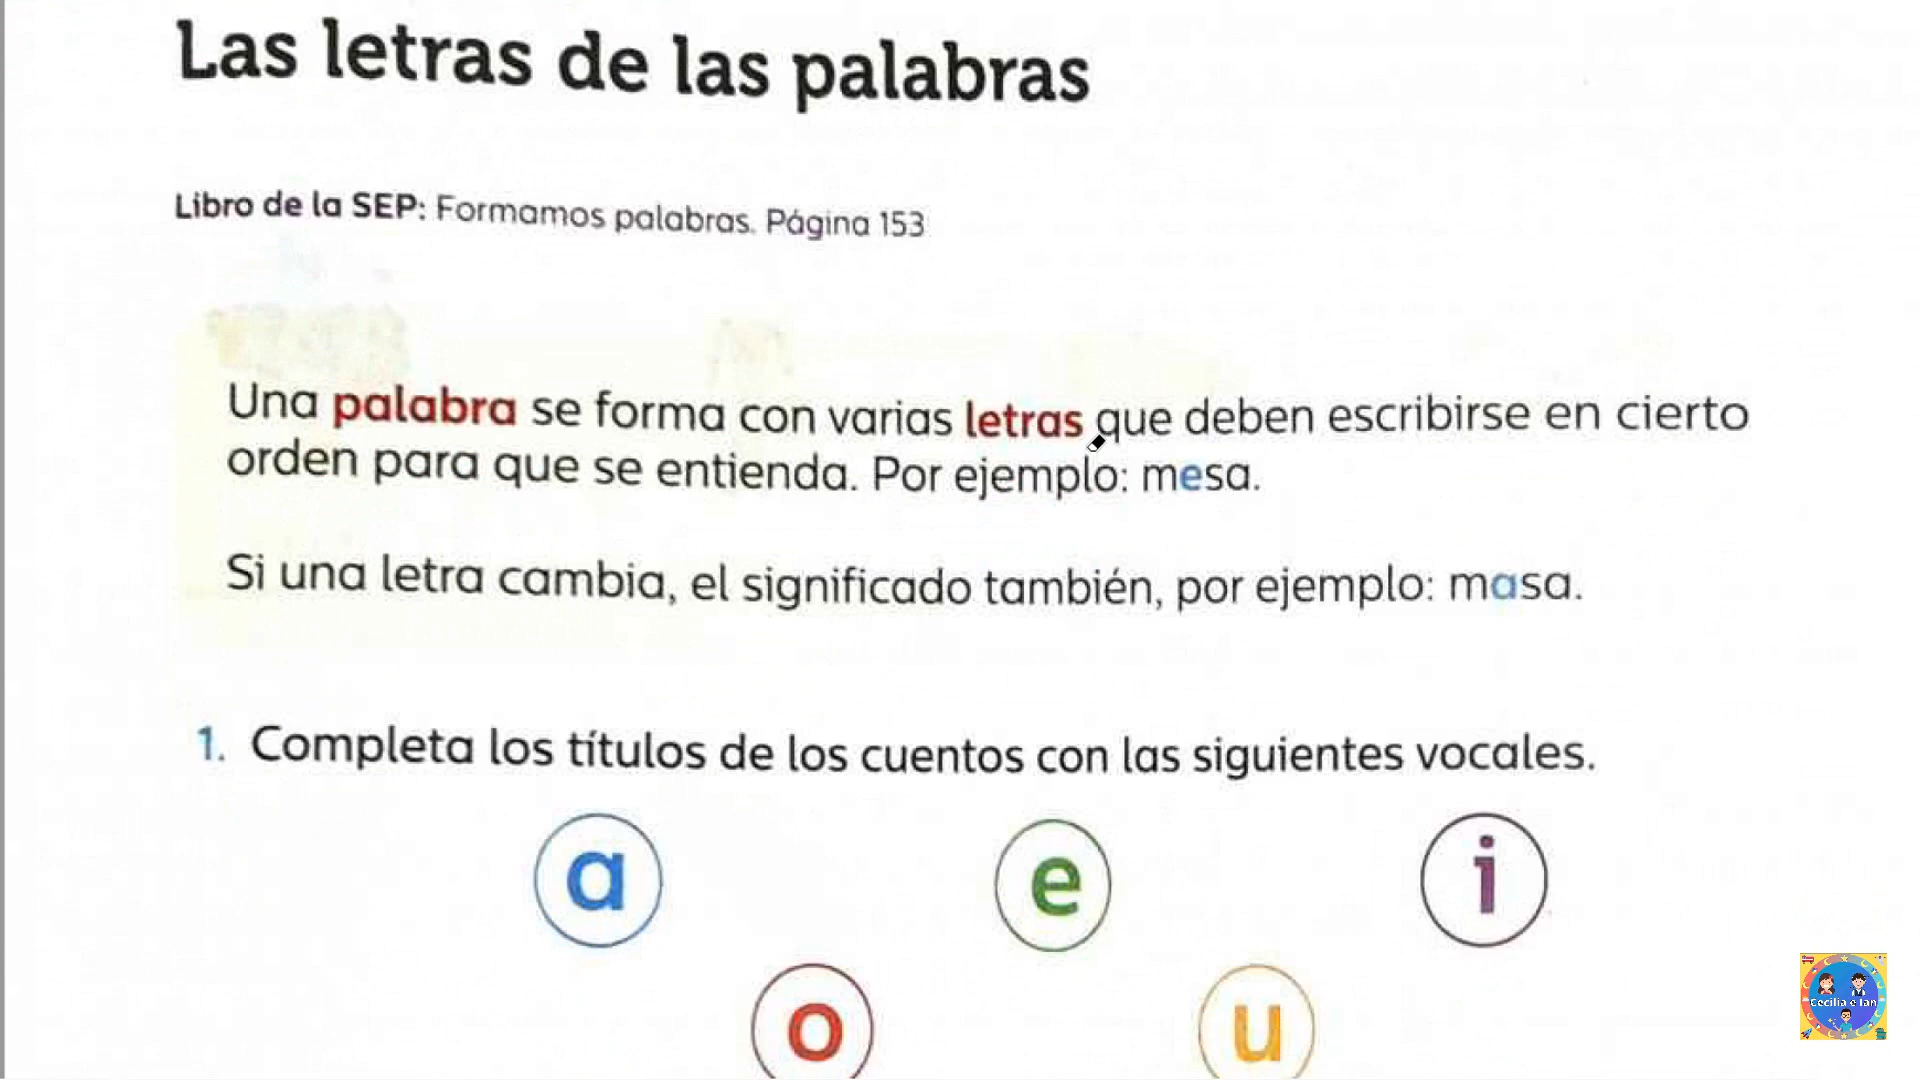 Las letras de las palabras
Libro de la SEP: Formamos palabras. Página 153
Una palabra se forma con varias letras que deben escribirse en cierto
orden para que se entienda. Por ejemplo: mesa.
Si una letra cambia, el significado también, por ejemplo: masa.
1. Completa los títulos de los cuentos con las siguientes vocales.
a e i
o u
Cecilia e Ian